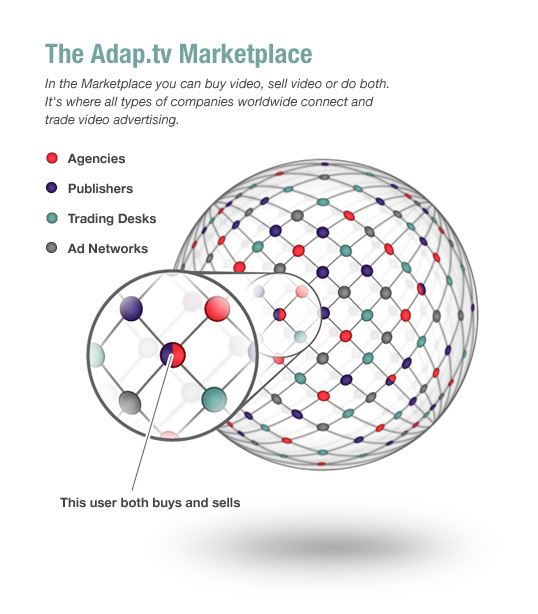 The Adap.tv Marketplace
In the Marketplace you can buy video, sell video or do both.
It's where all types of companies worldwide connect and
trade video advertising.
Agencies
Publishers
Trading Desks
Ad Networks
This user both buys and sells